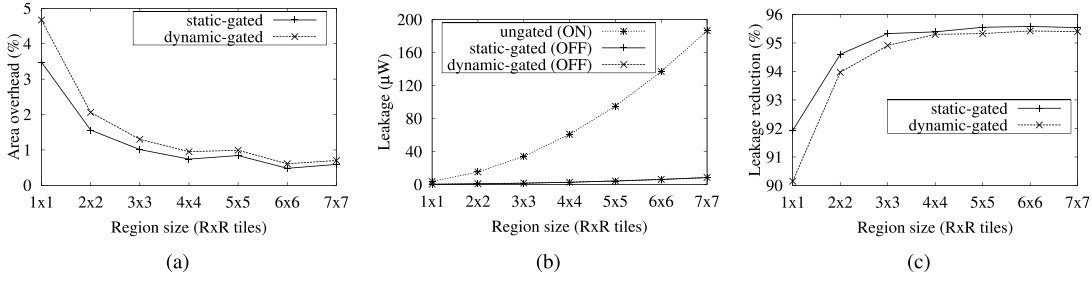 5
4
3
2
1
0
Area overhead (%)
static-gated
dynamic-gated
1x1 2x2 3x3 4x4 5x5 6x6 7x7
Region size (RxR tiles)
(a)
200
160
120
80
40
0
Leakage (μW)
ungated (ON)
static-gated (OFF)
dynamic-gated (OFF)
1x1 2x2 3x3 4x4 5x5 6x6 7x7
Region size (RxR tiles)
(b)
96
95
94
93
92
91
90
Leakage reduction (%)
static-gated
dynamic-gated
1x1 2x2 3x3 4x4 5x5 6x6 7x7
Region size (RxR tiles)
(c)